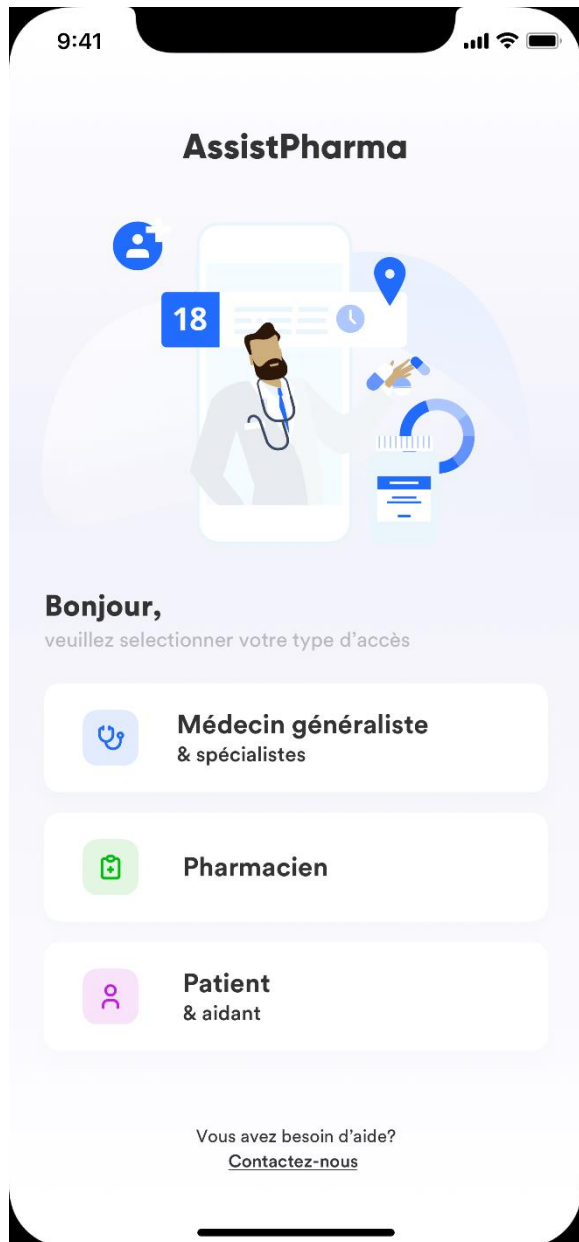 9:41
AssistPharma
18
Bonjour,
veuillez selectionner votre type d’accès
Médecin généraliste
& spécialistes
Pharmacien
Patient
& aidant
Vous avez besoin d’aide?
Contactez-nous